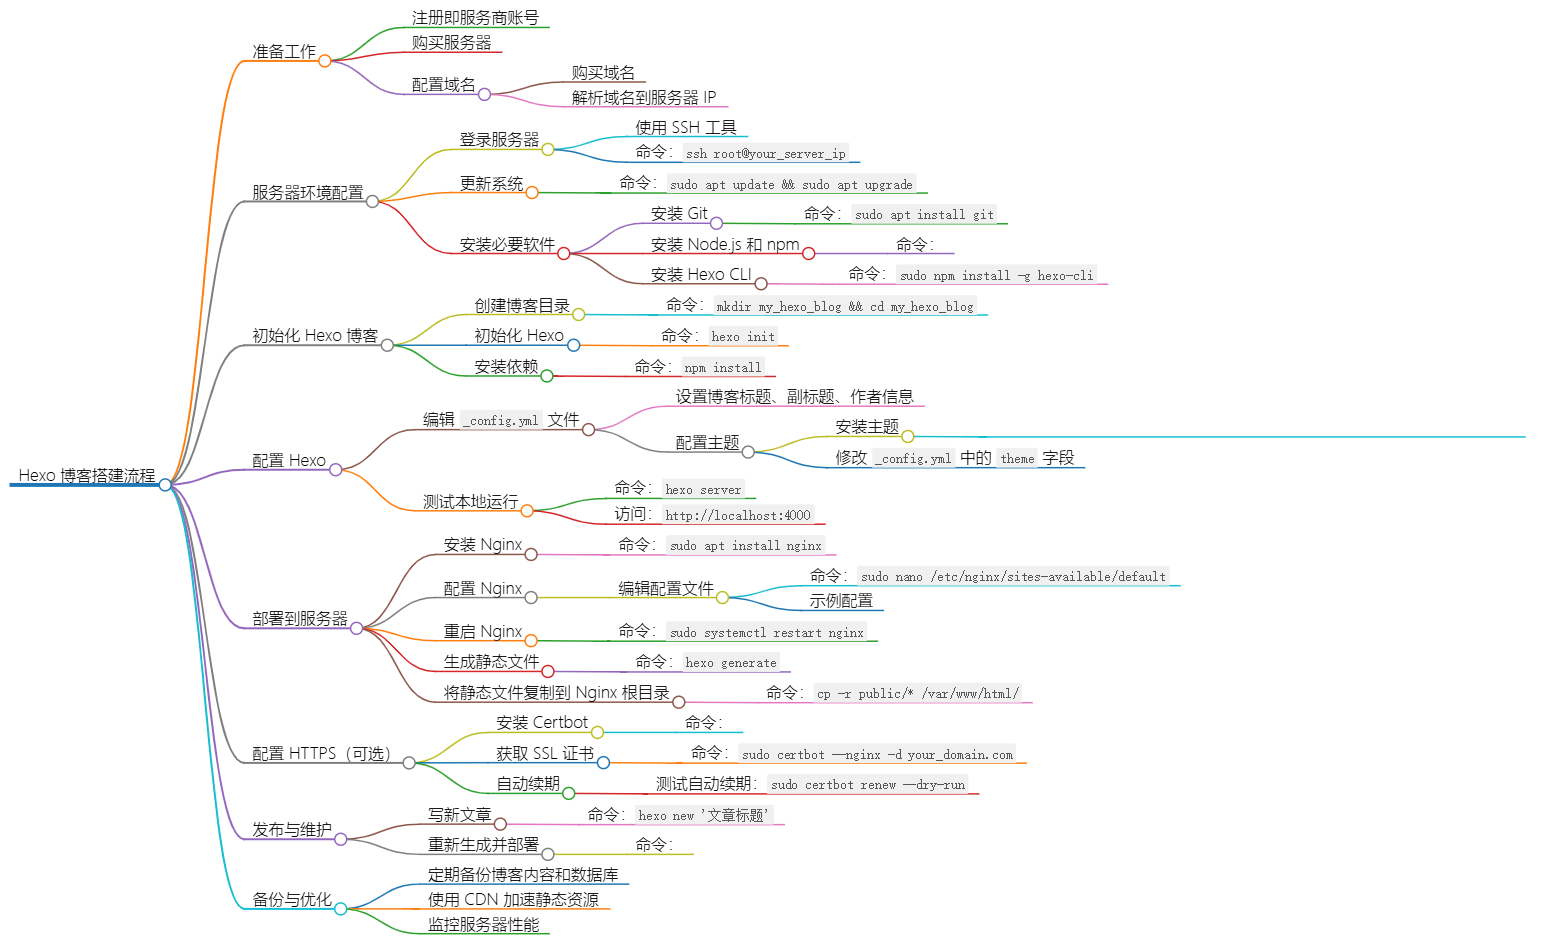 Hexo 博客搭建流程
准备工作
注册即服务商账号
购买服务器
配置域名
购买域名
解析域名到服务器 IP
服务器环境配置
登录服务器
使用 SSH 工具
命令： ssh root@your_server_ip
更新系统
命令： sudo apt update && sudo apt upgrade
安装必要软件
安装 Git
命令： sudo apt install git
安装 Node.js 和 npm
命令：
安装 Hexo CLI
命令： sudo npm install -g hexo-cli
初始化 Hexo 博客
创建博客目录
命令： mkdir my_hexo_blog && cd my_hexo_blog
初始化 Hexo
命令： hexo init
安装依赖
命令： npm install
配置 Hexo
编辑 _config.yml 文件
设置博客标题、副标题、作者信息
配置主题
安装主题
修改 _config.yml 中的 theme 字段
测试本地运行
命令： hexo server
访问： http://localhost:4000
部署到服务器
安装 Nginx
命令： sudo apt install nginx
配置 Nginx
编辑配置文件
命令： sudo nano /etc/nginx/sites-available/default
示例配置
重启 Nginx
命令： sudo systemctl restart nginx
生成静态文件
命令： hexo generate
将静态文件复制到 Nginx 根目录
命令： cp -r public/* /var/www/html/
配置 HTTPS（可选）
安装 Certbot
命令：
获取 SSL 证书
命令： sudo certbot --nginx -d your_domain.com
自动续期
测试自动续期： sudo certbot renew --dry-run
发布与维护
写新文章
命令： hexo new '文章标题'
重新生成并部署
命令：
备份与优化
定期备份博客内容和数据库
使用 CDN 加速静态资源
监控服务器性能